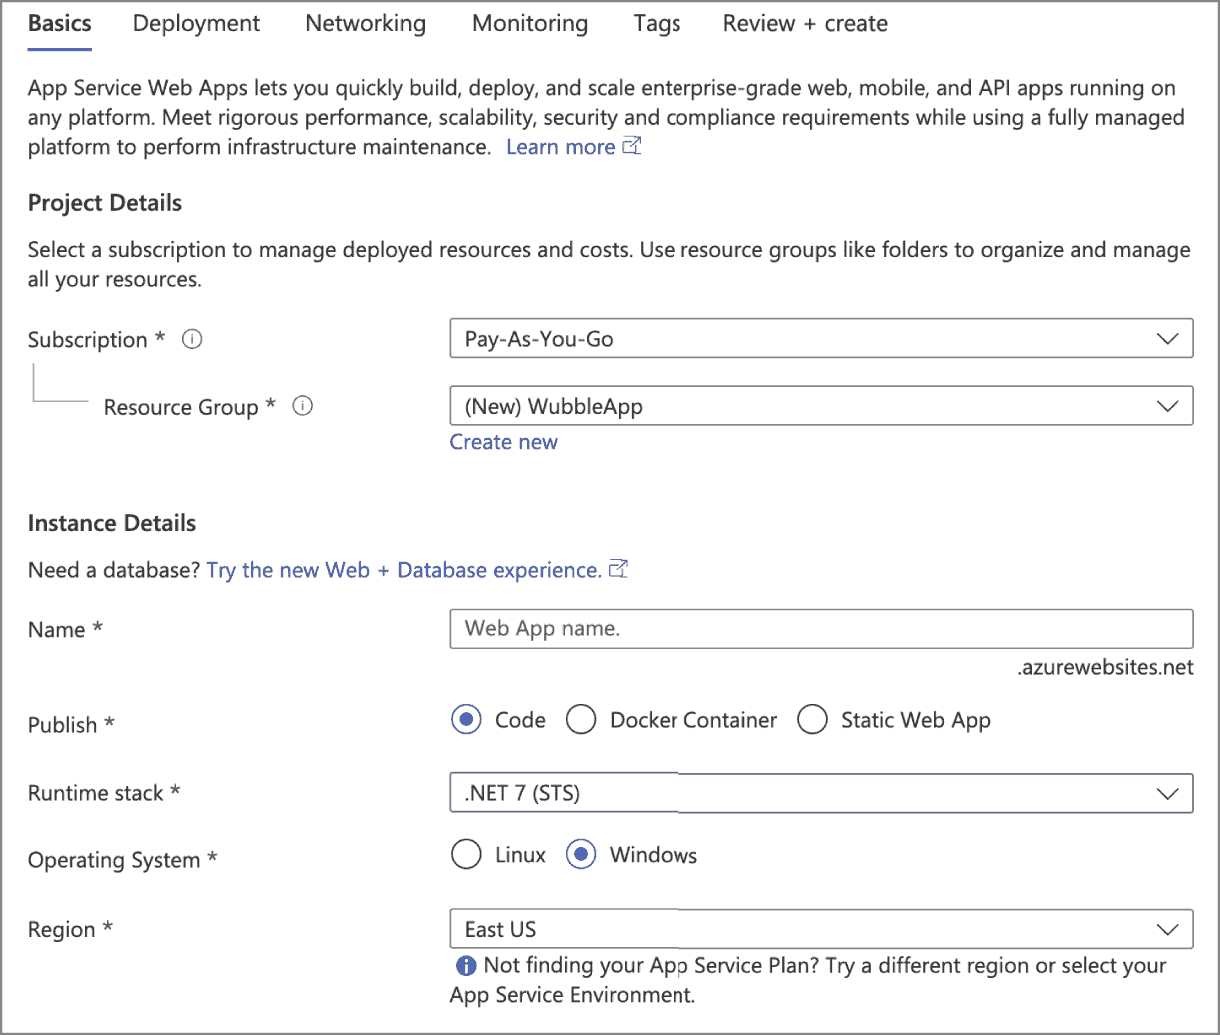 Basics Deployment Networking Monitoring Tags Review + create
App Service Web Apps lets you quickly build, deploy, and scale enterprise-grade web, mobile, and API apps running on
any platform. Meet rigorous performance, scalability, security and compliance requirements while using a fully managed
platform to perform infrastructure maintenance. Learn more
Project Details
Select a subscription to manage deployed resources and costs. Use resource groups like folders to organize and manage
all your resources.
Subscription * Pay-As-You-Go
Resource Group * (New) WubbleApp
Create new
Instance Details
Need a database? Try the new Web + Database experience.
Name * Web App name.
.azurewebsites.net
Publish * Code Docker Container Static Web App
Runtime stack * .NET 7 (STS)
Operating System * Linux Windows
Region * East US
Not finding your App Service Plan? Try a different region or select your
App Service Environment.